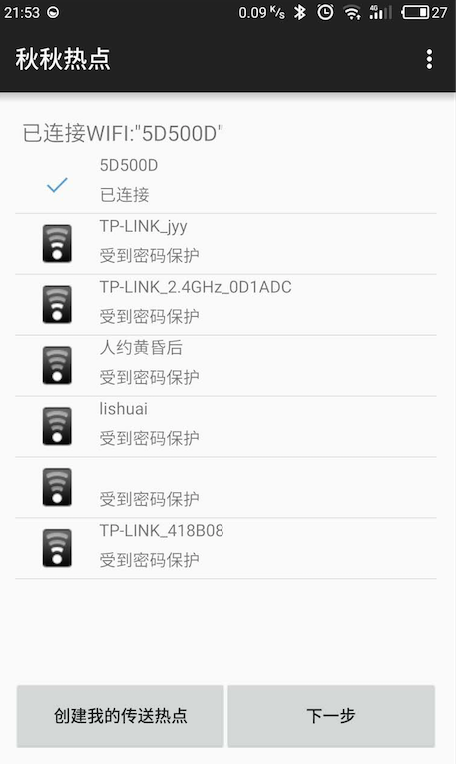 21:53 0.09 K/s 4G 27
秋秋热点
已连接WIFI:"5D500D"
5D500D
已连接
TP-LINK_jyy
受到密码保护
TP-LINK_2.4GHz_0D1ADC
受到密码保护
人约黄昏后
受到密码保护
lishuai
受到密码保护
受到密码保护
TP-LINK_418B08
受到密码保护
创建我的传送热点 下一步